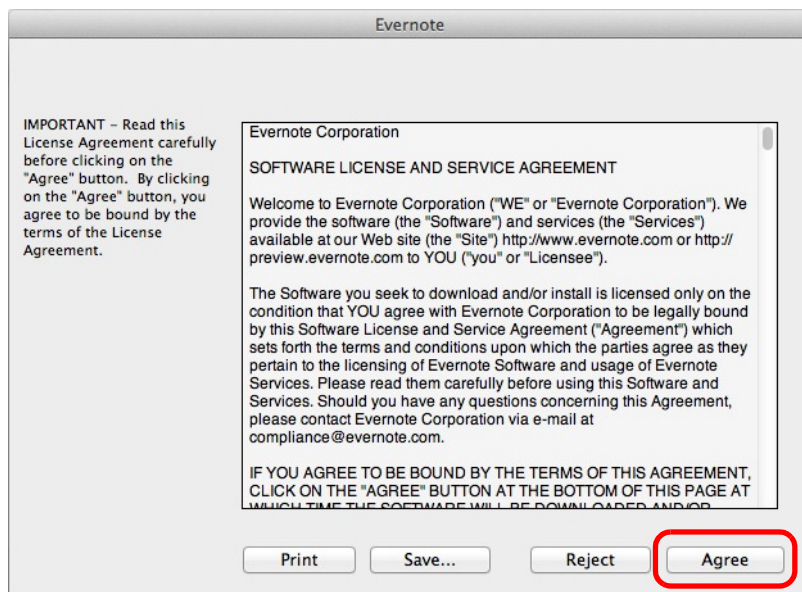 Evernote
IMPORTANT – Read this
License Agreement carefully
before clicking on the
"Agree" button. By clicking
on the "Agree" button, you
agree to be bound by the
terms of the License
Agreement.
Evernote Corporation
SOFTWARE LICENSE AND SERVICE AGREEMENT
Welcome to Evernote Corporation ("WE" or "Evernote Corporation"). We
provide the software (the "Software") and services (the "Services")
available at our Web site (the "Site") http://www.evernote.com or http://
preview.evernote.com to YOU ("you" or "Licensee").
The Software you seek to download and/or install is licensed only on the
condition that YOU agree with Evernote Corporation to be legally bound
by this Software License and Service Agreement ("Agreement") which
sets forth the terms and conditions upon which the parties agree as they
pertain to the licensing of Evernote Software and usage of Evernote
Services. Please read them carefully before using this Software and
Services. Should you have any questions concerning this Agreement,
please contact Evernote Corporation via e-mail at
compliance@evernote.com.
IF YOU AGREE TO BE BOUND BY THE TERMS OF THIS AGREEMENT,
CLICK ON THE "AGREE" BUTTON AT THE BOTTOM OF THIS PAGE AT
WHICH TIME THE SOFTWARE WILL BE DOWNLOADED AND/OR
Print
Save...
Reject
Agree